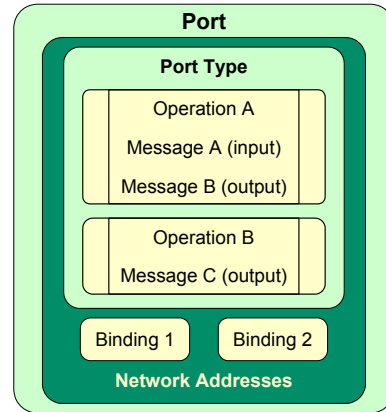 Port
Port Type
Operation A
Message A (input)
Message B (output)
Operation B
Message C (output)
Binding 1
Binding 2
Network Addresses